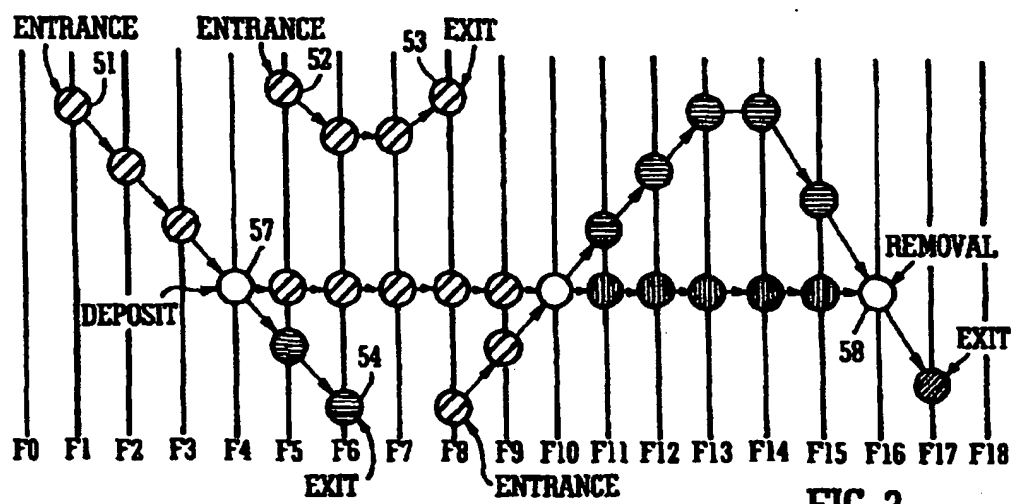 ENTRANCE
ENTRANCE
EXIT
51
52
53
57
DEPOSIT
54
REMOVAL
58
EXIT
F0 F1 F2 F3 F4 F5 F6 F7 F8 F9 F10 F11 F12 F13 F14 F15 F16 F17 F18
EXIT
ENTRANCE